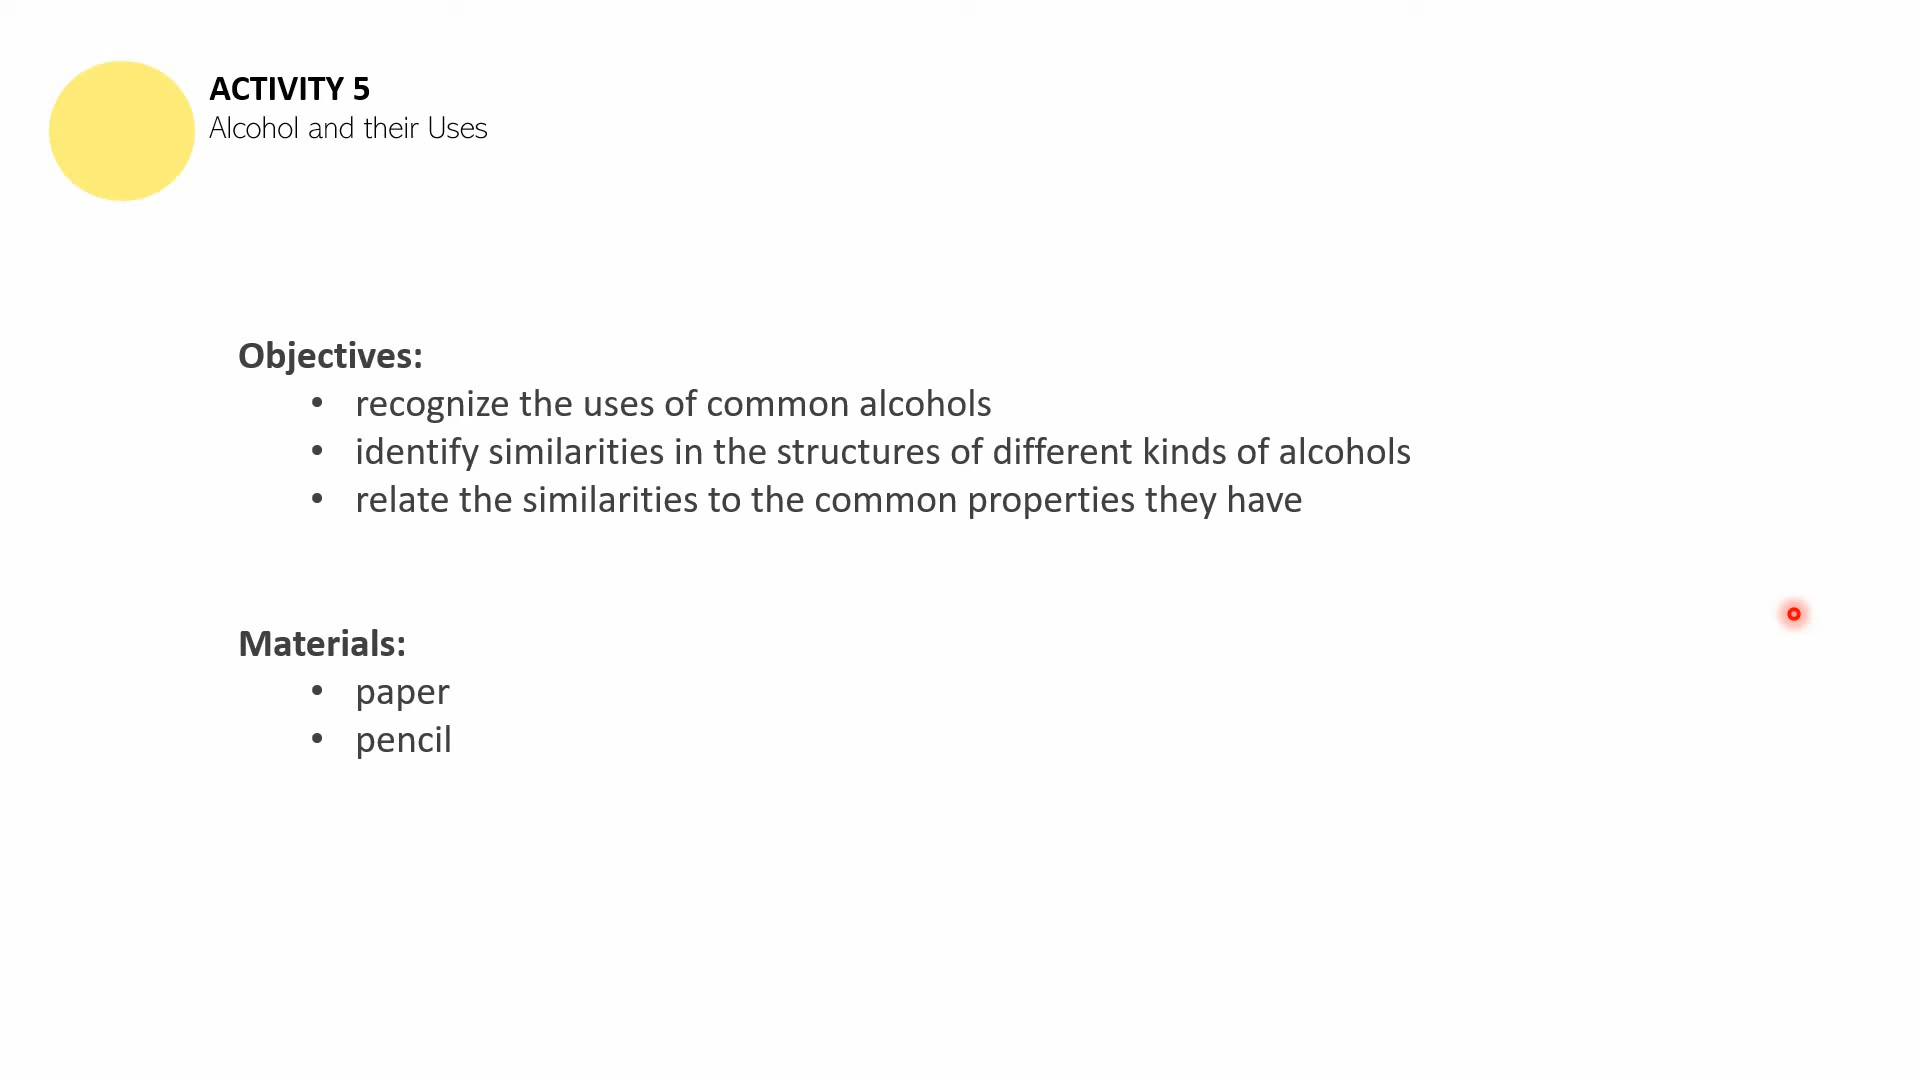 ACTIVITY 5
Alcohol and their Uses
Objectives:
• recognize the uses of common alcohols
• identify similarities in the structures of different kinds of alcohols
• relate the similarities to the common properties they have
Materials:
• paper
• pencil